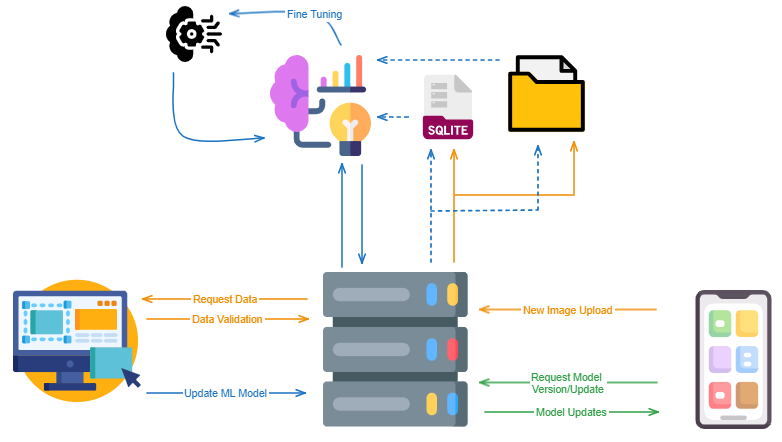 Fine Tuning
SQLITE
Request Data
Data Validation
Update ML Model
New Image Upload
Request Model
Version/Update
Model Updates